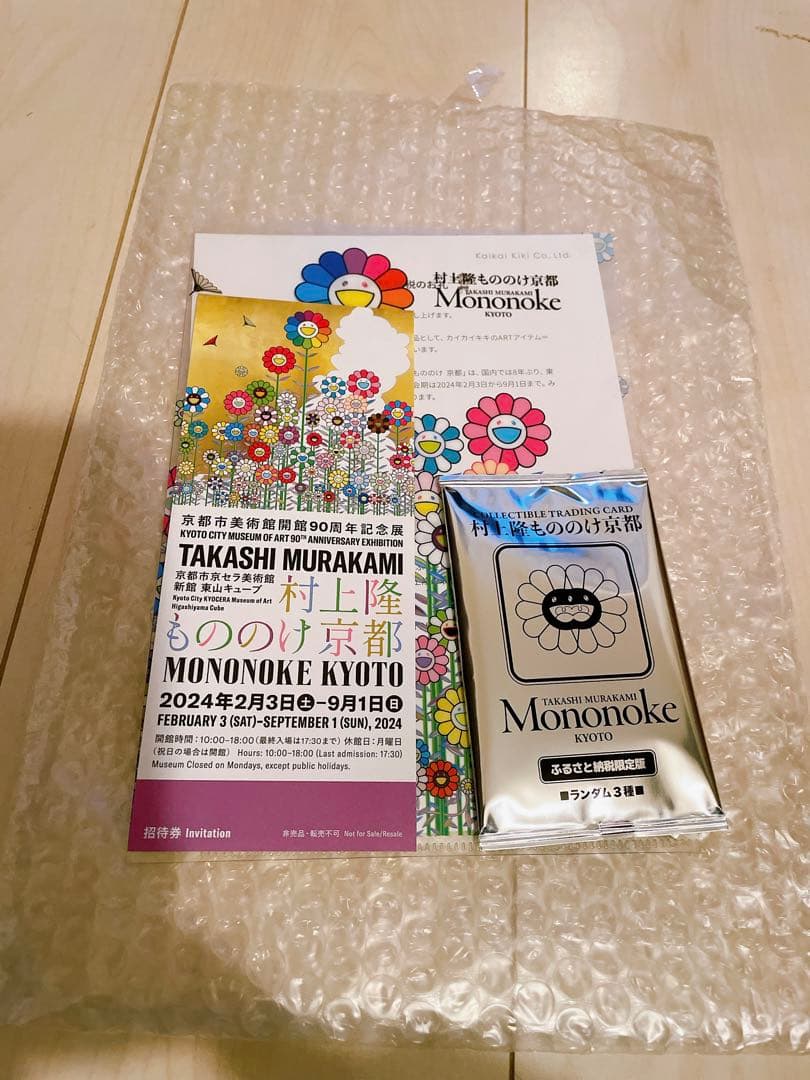 Kaikai Kiki Co., Ltd.
税のお礼
村上隆もののけ京都
TAKASHI MURAKAMI
Mononoke
KYOTO
し上げます。
品として、カイカイキキのARTアイテム一
います。
もののけ 京都」は、国内では8年ぶり、東
会期は2024年2月3日から9月1日まで。み
ります。
京都市美術館開館90周年記念展
KYOTO CITY MUSEUM OF ART 90TH ANNIVERSARY EXHIBITION
TAKASHI MURAKAMI
京都市京セラ美術館
新館 東山キューブ
Kyoto City KYOCERA Museum of Art
Higashiyama Cube
村上隆
もののけ京都
MONONOKE KYOTO
2024年2月3日土–9月1日日
FEBRUARY 3 (SAT)–SEPTEMBER 1 (SUN), 2024
開館時間:10:00–18:00(最終入場は17:30まで) 休館日:月曜日
(祝日の場合は開館) Hours: 10:00–18:00 (Last admission: 17:30)
Museum Closed on Mondays, except public holidays.
招待券 Invitation
非売品・転売不可 Not for Sale/Resale
COLLECTIBLE TRADING CARD
村上隆もののけ京都
TAKASHI MURAKAMI
Mononoke
KYOTO
ふるさと納税限定版
■ランダム3種■